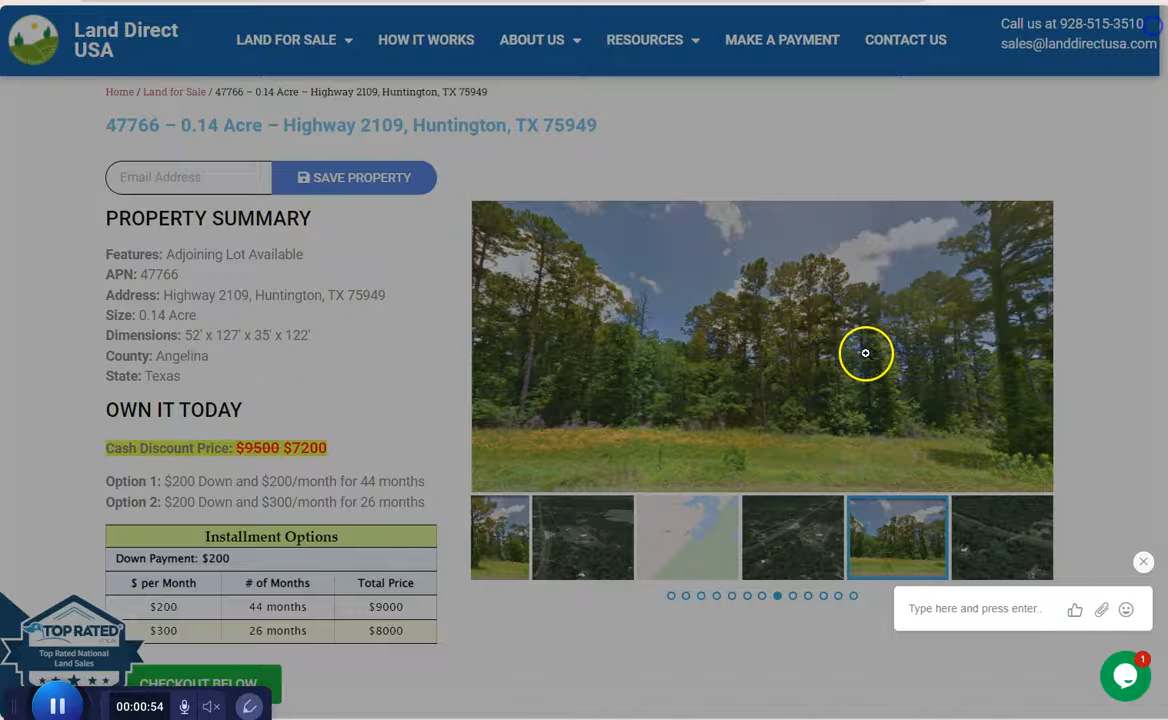 Land Direct
USA
LAND FOR SALE
HOW IT WORKS
ABOUT US
RESOURCES
MAKE A PAYMENT
CONTACT US
Call us at 928-515-3510
sales@landdirectusa.com
Home / Land for Sale / 47766 – 0.14 Acre – Highway 2109, Huntington, TX 75949
47766 – 0.14 Acre – Highway 2109, Huntington, TX 75949
Email Address
SAVE PROPERTY
PROPERTY SUMMARY
Features: Adjoining Lot Available
APN: 47766
Address: Highway 2109, Huntington, TX 75949
Size: 0.14 Acre
Dimensions: 52' x 127' x 35' x 122'
County: Angelina
State: Texas
OWN IT TODAY
Cash Discount Price: $9500 $7200
Option 1: $200 Down and $200/month for 44 months
Option 2: $200 Down and $300/month for 26 months
Installment Options
Down Payment: $200
$ per Month # of Months Total Price
$200 44 months $9000
$300 26 months $8000
TOP RATED
Top Rated National
Land Sales
CHECKOUT BELOW
00:00:54
Type here and press enter..
1